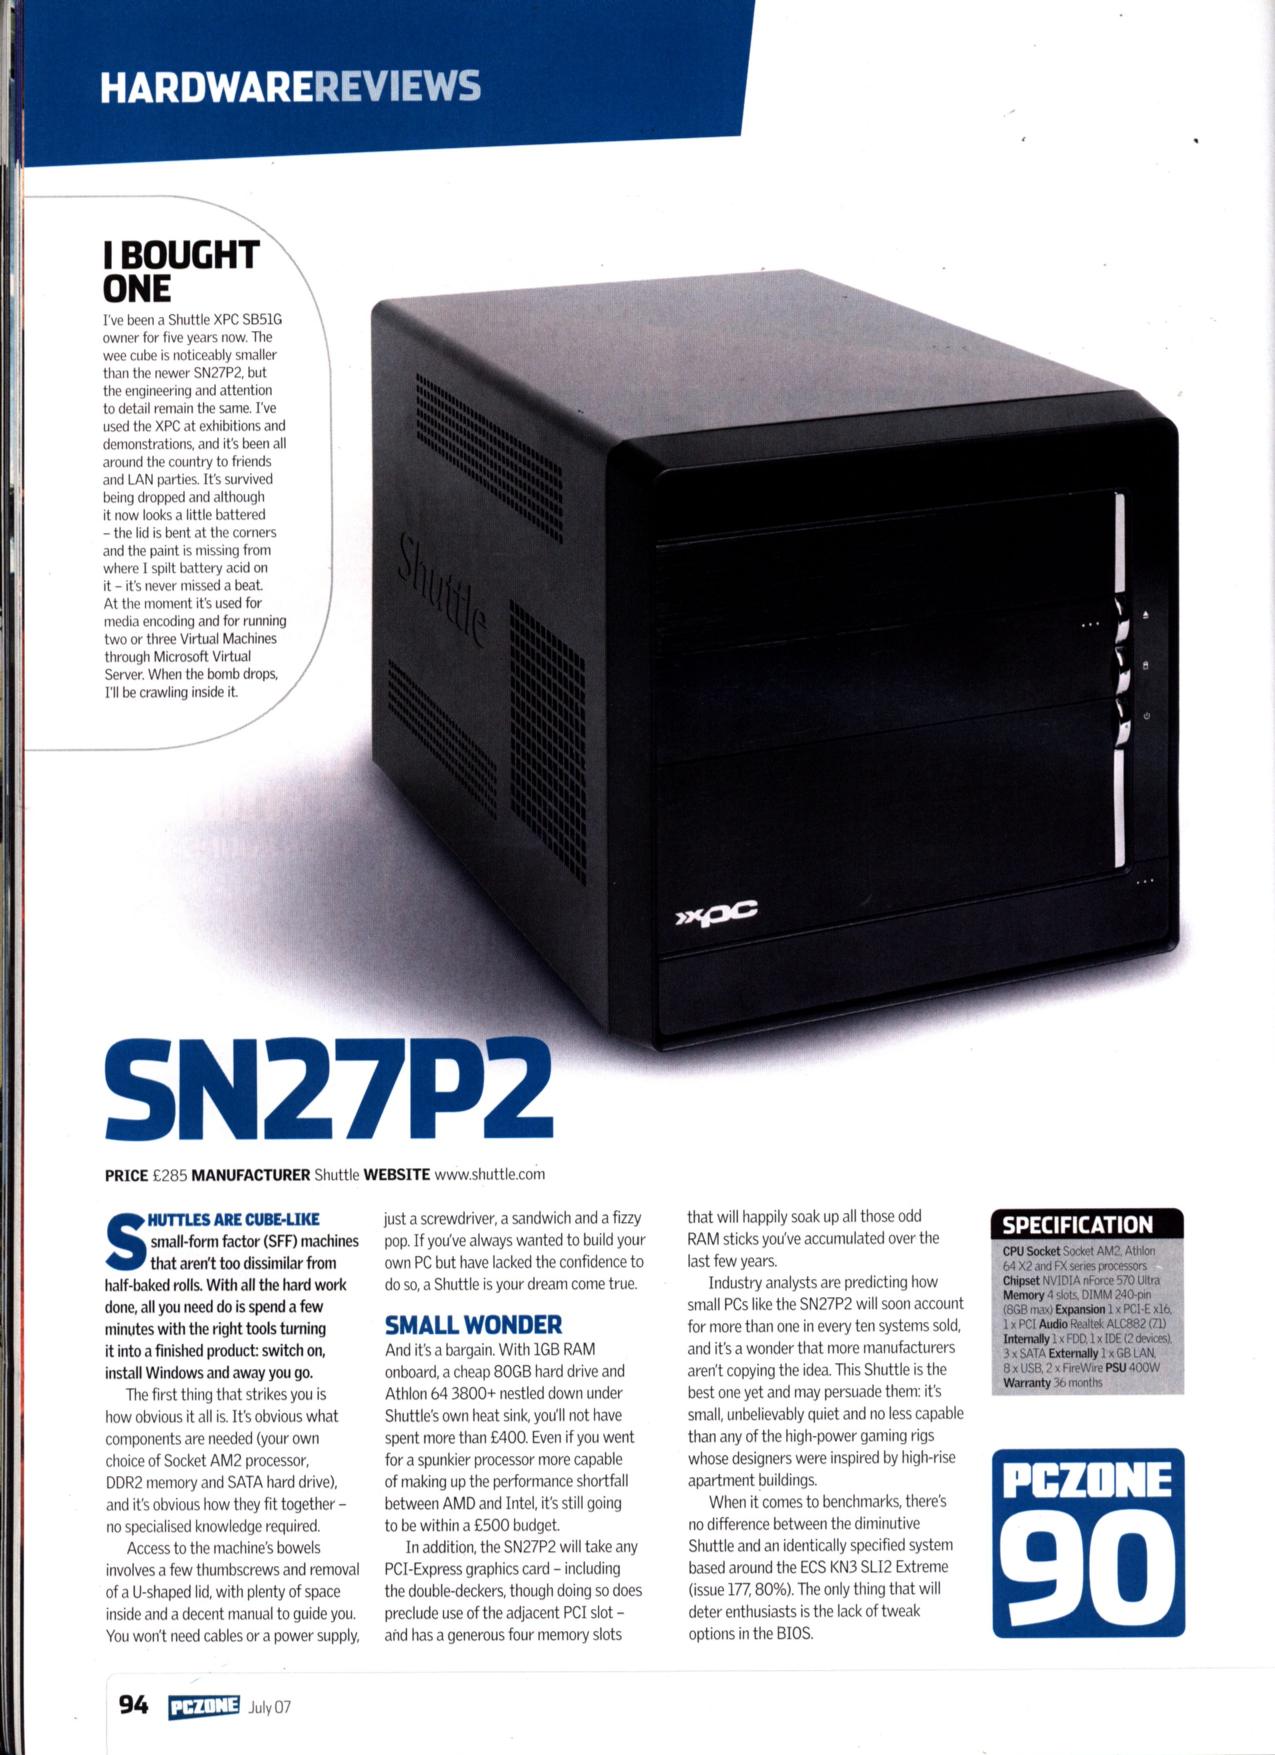 HARDWAREREVIEWS
I BOUGHT
ONE
I've been a Shuttle XPC SB51G
owner for five years now. The
wee cube is noticeably smaller
than the newer SN27P2, but
the engineering and attention
to detail remain the same. I've
used the XPC at exhibitions and
demonstrations, and it's been all
around the country to friends
and LAN parties. It's survived
being dropped and although
it now looks a little battered
– the lid is bent at the corners
and the paint is missing from
where I spilt battery acid on
it – it's never missed a beat.
At the moment it's used for
media encoding and for running
two or three Virtual Machines
through Microsoft Virtual
Server. When the bomb drops,
I'll be crawling inside it.
Shuttle
xpc
SN27P2
PRICE £285 MANUFACTURER Shuttle WEBSITE www.shuttle.com
SHUTTLES ARE CUBE-LIKE
small-form factor (SFF) machines
that aren't too dissimilar from
half-baked rolls. With all the hard work
done, all you need do is spend a few
minutes with the right tools turning
it into a finished product: switch on,
install Windows and away you go.
The first thing that strikes you is
how obvious it all is. It's obvious what
components are needed (your own
choice of Socket AM2 processor,
DDR2 memory and SATA hard drive),
and it's obvious how they fit together –
no specialised knowledge required.
Access to the machine's bowels
involves a few thumbscrews and removal
of a U-shaped lid, with plenty of space
inside and a decent manual to guide you.
You won't need cables or a power supply,
just a screwdriver, a sandwich and a fizzy
pop. If you've always wanted to build your
own PC but have lacked the confidence to
do so, a Shuttle is your dream come true.
SMALL WONDER
And it's a bargain. With 1GB RAM
onboard, a cheap 80GB hard drive and
Athlon 64 3800+ nestled down under
Shuttle's own heat sink, you'll not have
spent more than £400. Even if you went
for a spunkier processor more capable
of making up the performance shortfall
between AMD and Intel, it's still going
to be within a £500 budget.
In addition, the SN27P2 will take any
PCI-Express graphics card – including
the double-deckers, though doing so does
preclude use of the adjacent PCI slot –
and has a generous four memory slots
that will happily soak up all those odd
RAM sticks you've accumulated over the
last few years.
Industry analysts are predicting how
small PCs like the SN27P2 will soon account
for more than one in every ten systems sold,
and it's a wonder that more manufacturers
aren't copying the idea. This Shuttle is the
best one yet and may persuade them: it's
small, unbelievably quiet and no less capable
than any of the high-power gaming rigs
whose designers were inspired by high-rise
apartment buildings.
When it comes to benchmarks, there's
no difference between the diminutive
Shuttle and an identically specified system
based around the ECS KN3 SLI2 Extreme
(issue 177, 80%). The only thing that will
deter enthusiasts is the lack of tweak
options in the BIOS.
SPECIFICATION
CPU Socket Socket AM2, Athlon
64 X2 and FX series processors
Chipset NVIDIA nForce 570 Ultra
Memory 4 slots, DIMM 240-pin
(8GB max) Expansion 1 x PCI-E x16,
1 x PCI Audio Realtek ALC882 (7.1)
Internally 1 x FDD, 1 x IDE (2 devices),
3 x SATA Externally 1 x GB LAN,
8 x USB, 2 x FireWire PSU 400W
Warranty 36 months
PCZONE
90
94 PCZONE July 07